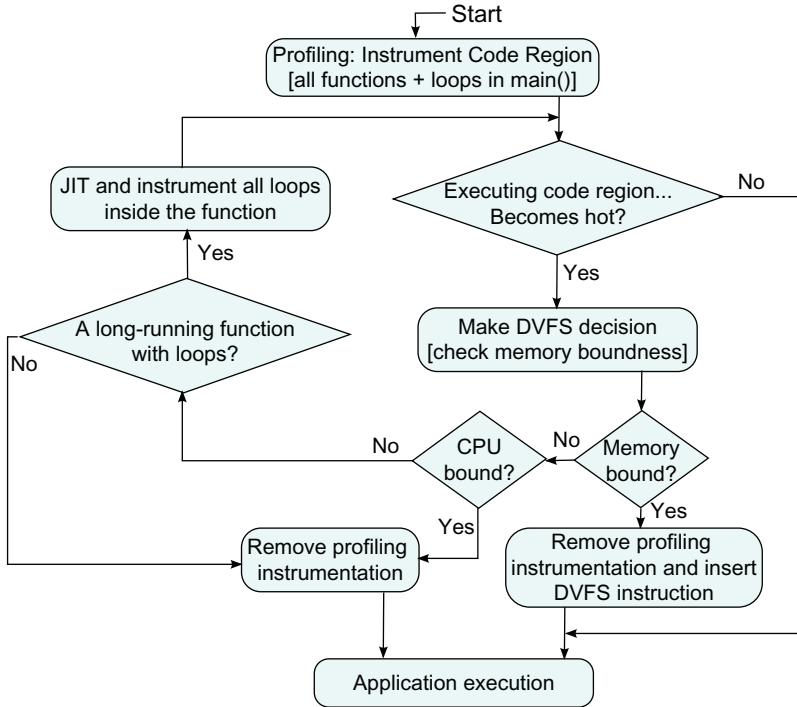 Start
Profiling: Instrument Code Region
[all functions + loops in main()]
JIT and instrument all loops
inside the function
Executing code region...
Becomes hot?
No
Yes
Yes
A long-running function
with loops?
No
Make DVFS decision
[check memory boundness]
No
CPU
bound?
No
Memory
bound?
Yes
Yes
Remove profiling
instrumentation
Remove profiling
instrumentation and insert
DVFS instruction
Application execution